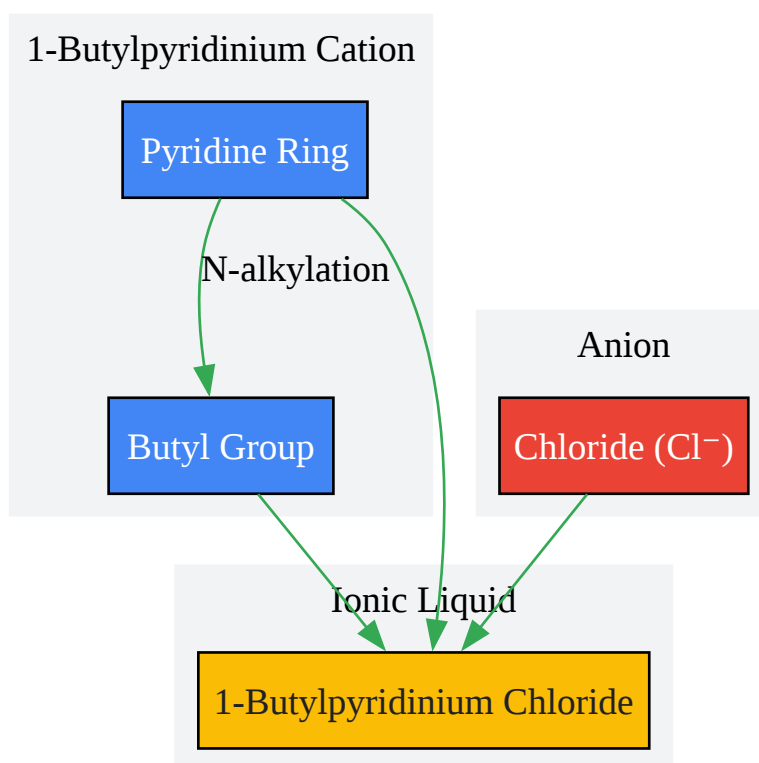 1-Butylpyridinium Cation
Pyridine Ring
N-alkylation
Anion
Butyl Group
Chloride (Cl⁻)
Ionic Liquid
1-Butylpyridinium Chloride